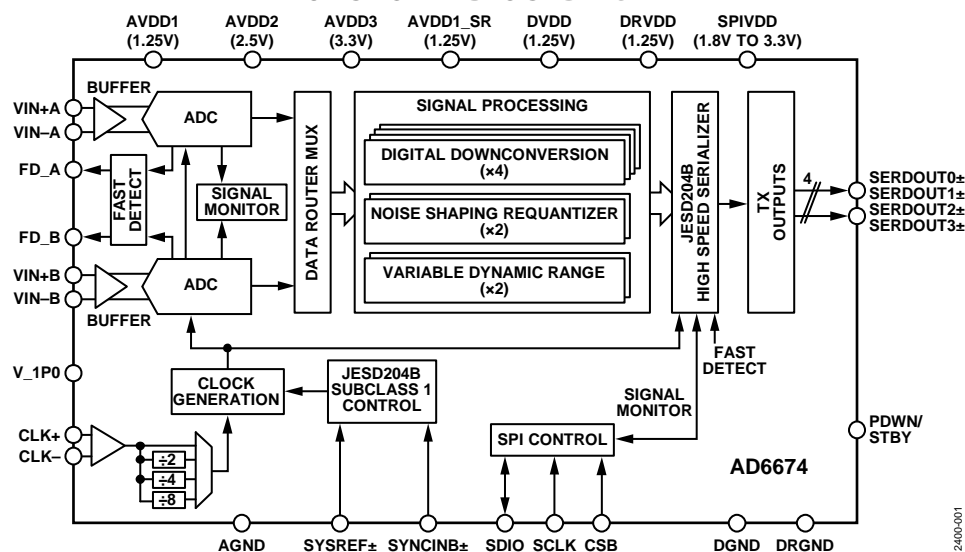 AVDD1
(1.25V)
AVDD2
(2.5V)
AVDD3
(3.3V)
AVDD1_SR
(1.25V)
DVDD
(1.25V)
DRVDD
(1.25V)
SPIVDD
(1.8V TO 3.3V)
BUFFER
VIN+A
VIN–A
ADC
FD_A
FAST
DETECT
SIGNAL
MONITOR
FD_B
VIN+B
VIN–B
ADC
BUFFER
DATA ROUTER MUX
SIGNAL PROCESSING
DIGITAL DOWNCONVERSION
(×4)
NOISE SHAPING REQUANTIZER
(×2)
VARIABLE DYNAMIC RANGE
(×2)
JESD204B
HIGH SPEED SERIALIZER
TX
OUTPUTS
4
SERDOUT0±
SERDOUT1±
SERDOUT2±
SERDOUT3±
FAST
DETECT
V_1P0
CLOCK
GENERATION
JESD204B
SUBCLASS 1
CONTROL
SIGNAL
MONITOR
CLK+
CLK–
÷2
÷4
÷8
SPI CONTROL
PDWN/
STBY
AD6674
AGND
SYSREF±
SYNCINB±
SDIO
SCLK
CSB
DGND
DRGND
2400-001